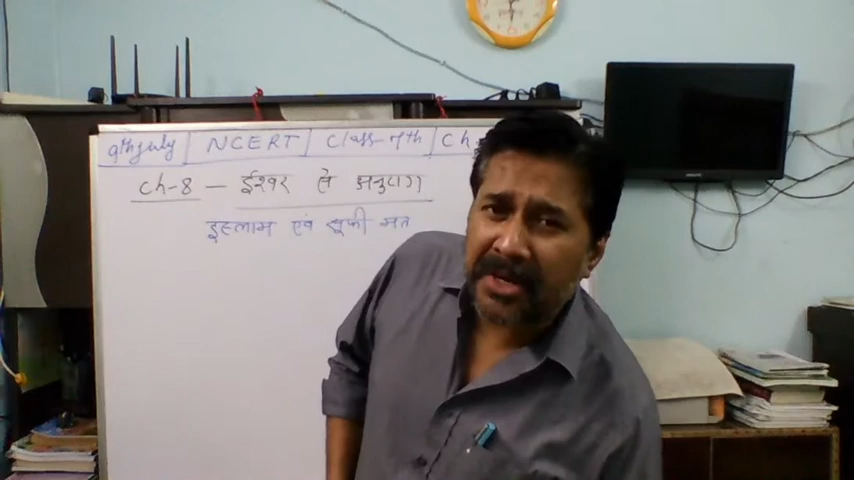 9th July | NCERT | Class-7th | Ch
Ch-8 — ईश्वर से अनुराग
इस्लाम एवं सूफी मत